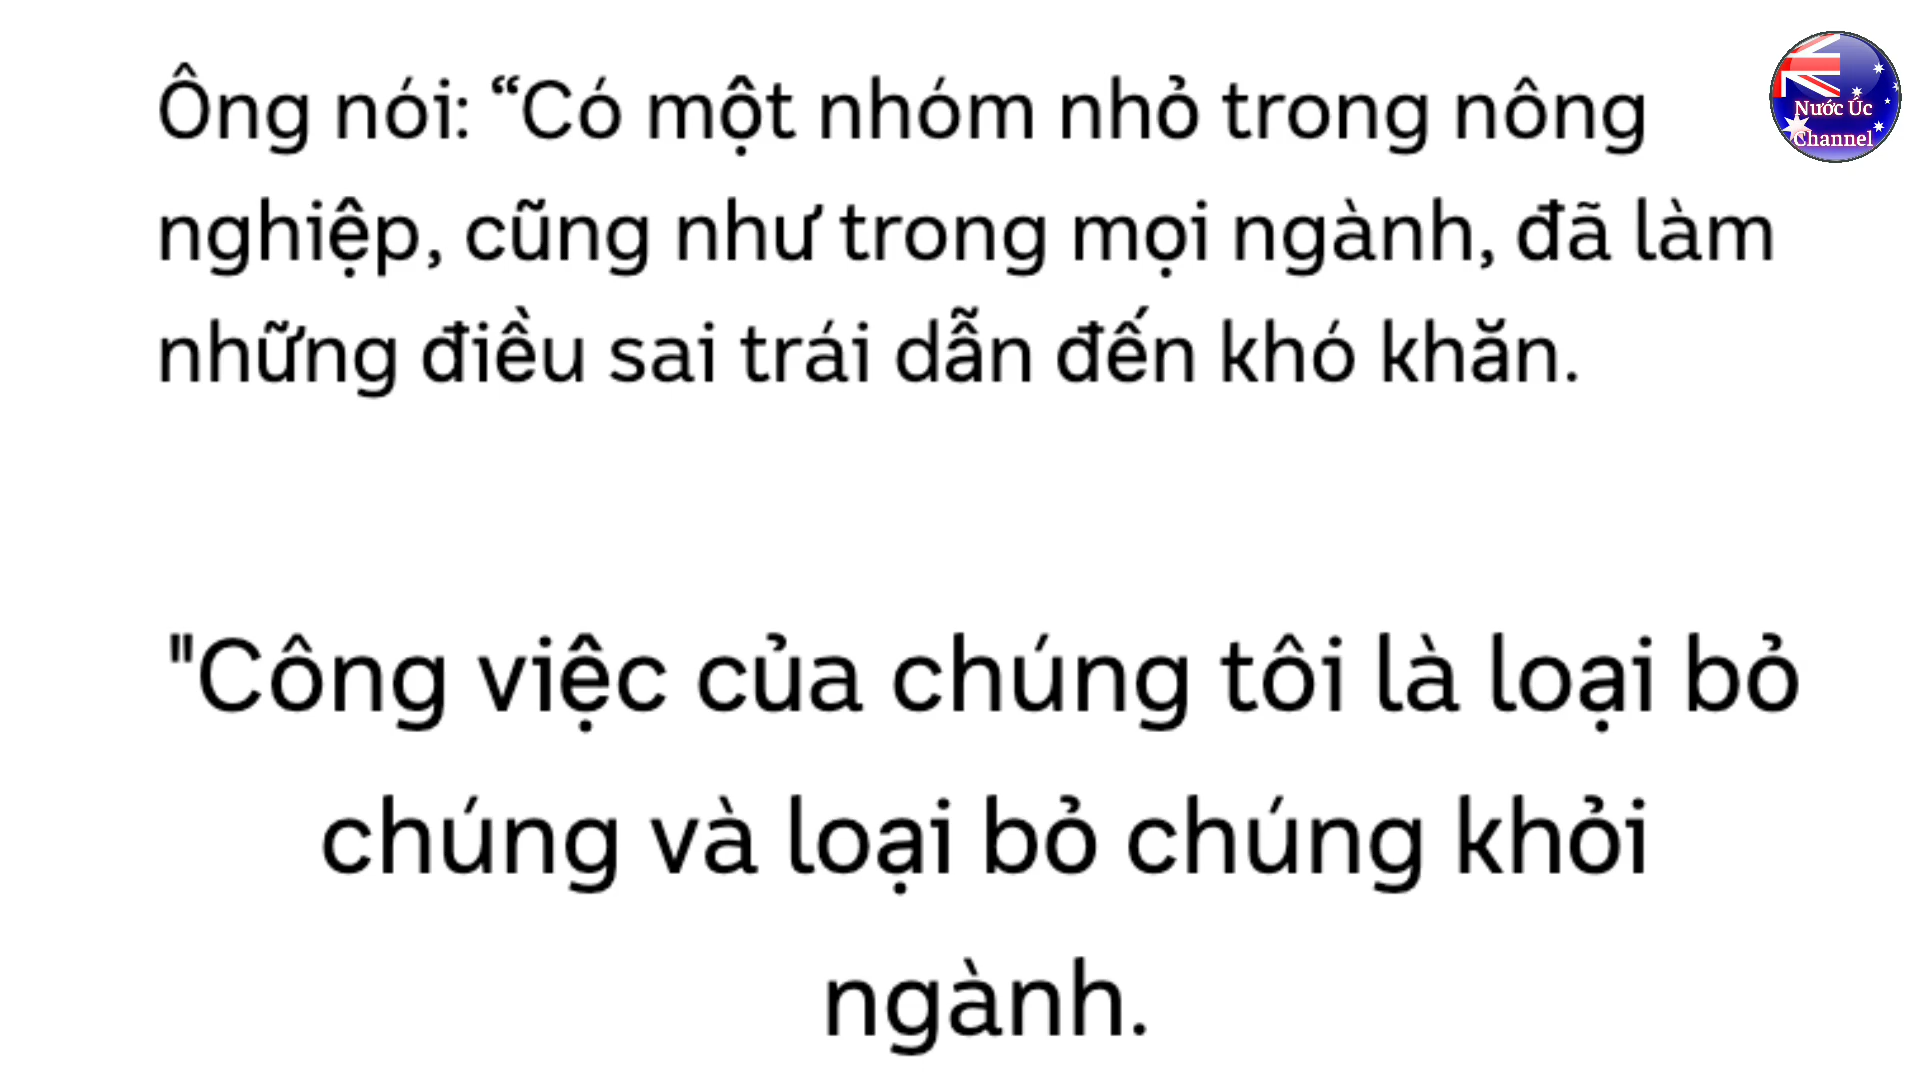 Ông nói: “Có một nhóm nhỏ trong nông
nghiệp, cũng như trong mọi ngành, đã làm
những điều sai trái dẫn đến khó khăn.
"Công việc của chúng tôi là loại bỏ
chúng và loại bỏ chúng khỏi
ngành.
Nước Úc
Channel